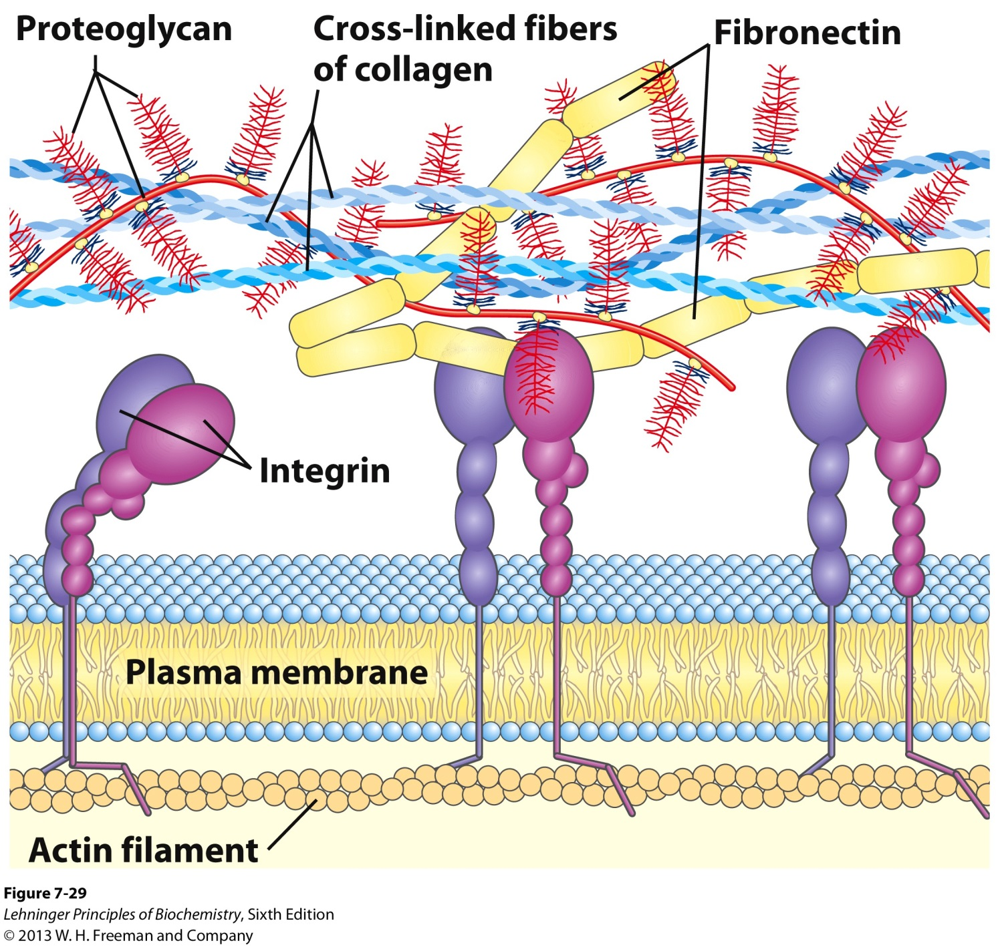 Proteoglycan
Cross-linked fibers
of collagen
Fibronectin
Integrin
Plasma membrane
Actin filament
Figure 7-29
Lehninger Principles of Biochemistry, Sixth Edition
© 2013 W. H. Freeman and Company